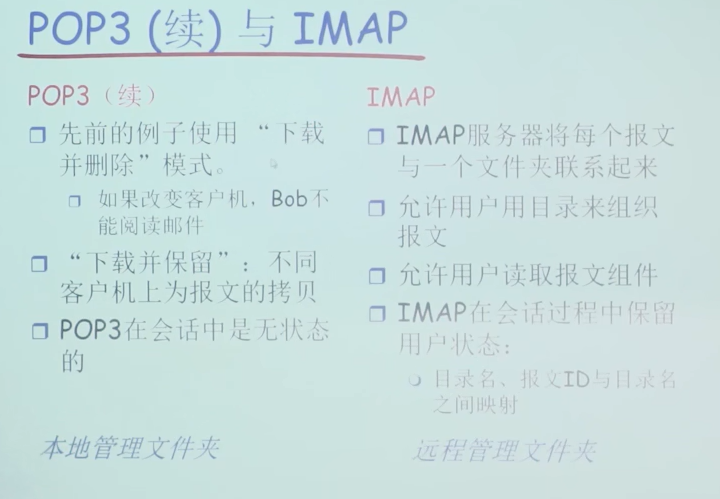 POP3 (续) 与 IMAP
POP3（续）
先前的例子使用 “下载
并删除”模式。
如果改变客户机，Bob不
能阅读邮件
“下载并保留”：不同
客户机上为报文的拷贝
POP3在会话中是无状态
的
本地管理文件夹
IMAP
IMAP服务器将每个报文
与一个文件夹联系起来
允许用户用目录来组织
报文
允许用户读取报文组件
IMAP在会话过程中保留
用户状态：
目录名、报文ID与目录名
之间映射
远程管理文件夹